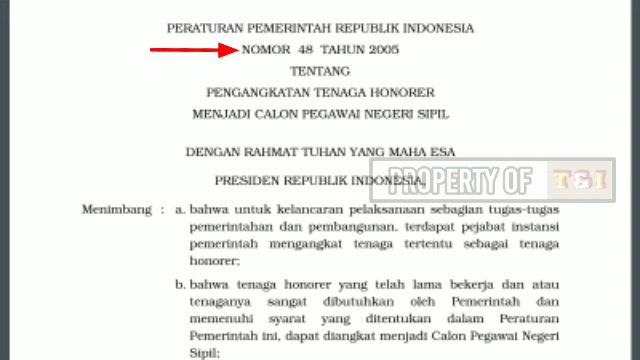 PERATURAN PEMERINTAH REPUBLIK INDONESIA
NOMOR 48 TAHUN 2005
TENTANG
PENGANGKATAN TENAGA HONORER
MENJADI CALON PEGAWAI NEGERI SIPIL
DENGAN RAHMAT TUHAN YANG MAHA ESA
PRESIDEN REPUBLIK INDONESIA,
PROPERTY OF T&I
Menimbang : a. bahwa untuk kelancaran pelaksanaan sebagian tugas-tugas
pemerintahan dan pembangunan, terdapat pejabat instansi
pemerintah mengangkat tenaga tertentu sebagai tenaga
honorer;
b. bahwa tenaga honorer yang telah lama bekerja dan atau
tenaganya sangat dibutuhkan oleh Pemerintah dan
memenuhi syarat yang ditentukan dalam Peraturan
Pemerintah ini, dapat diangkat menjadi Calon Pegawai Negeri
Sipil;